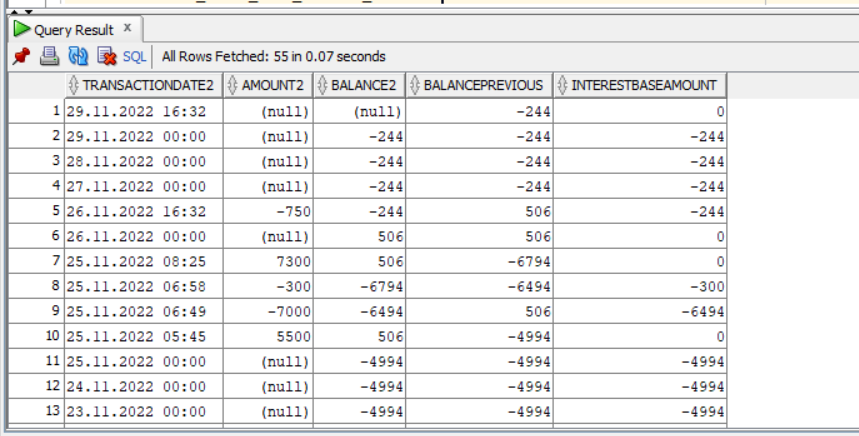 Query Result x
SQL All Rows Fetched: 55 in 0.07 seconds
TRANSACTIONDATE2 AMOUNT2 BALANCE2 BALANCEPREVIOUS INTERESTBASEAMOUNT
1 29.11.2022 16:32 (null) (null) -244 0
2 29.11.2022 00:00 (null) -244 -244 -244
3 28.11.2022 00:00 (null) -244 -244 -244
4 27.11.2022 00:00 (null) -244 -244 -244
5 26.11.2022 16:32 -750 -244 506 -244
6 26.11.2022 00:00 (null) 506 506 0
7 25.11.2022 08:25 7300 506 -6794 0
8 25.11.2022 06:58 -300 -6794 -6494 -300
9 25.11.2022 06:49 -7000 -6494 506 -6494
10 25.11.2022 05:45 5500 506 -4994 0
11 25.11.2022 00:00 (null) -4994 -4994 -4994
12 24.11.2022 00:00 (null) -4994 -4994 -4994
13 23.11.2022 00:00 (null) -4994 -4994 -4994